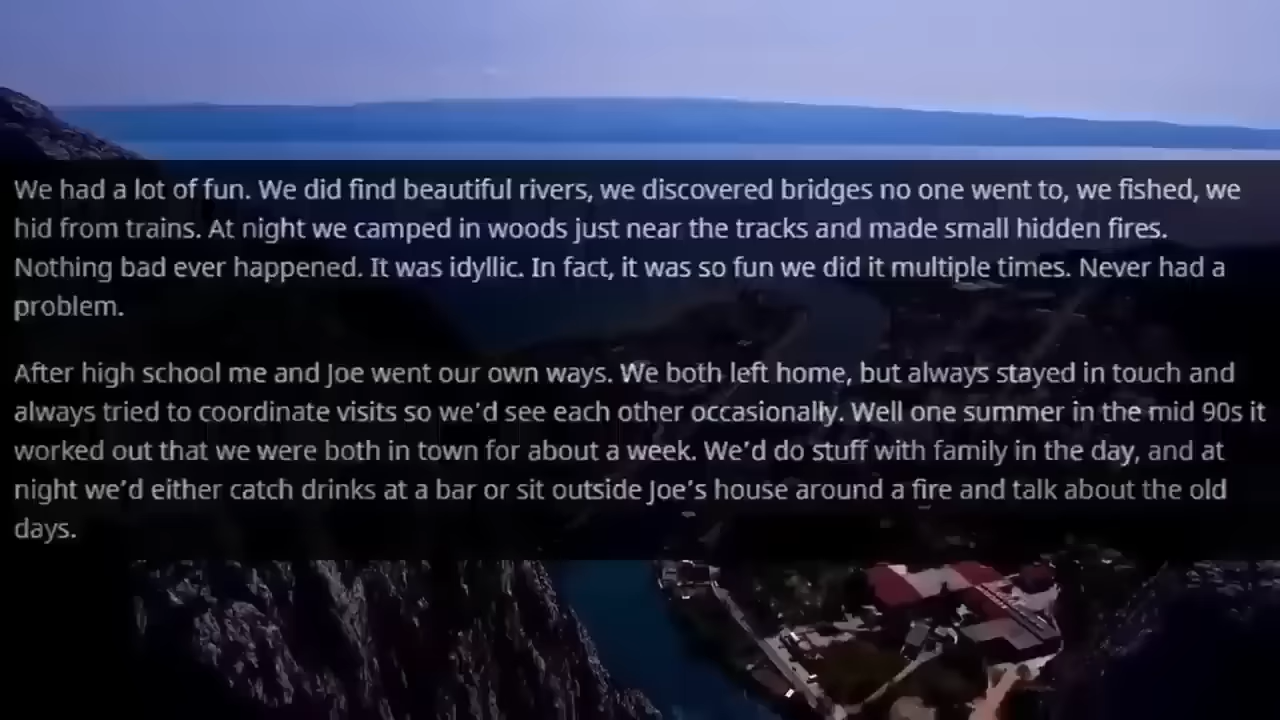 We had a lot of fun. We did find beautiful rivers, we discovered bridges no one went to, we fished, we
hid from trains. At night we camped in woods just near the tracks and made small hidden fires.
Nothing bad ever happened. It was idyllic. In fact, it was so fun we did it multiple times. Never had a
problem.
After high school me and Joe went our own ways. We both left home, but always stayed in touch and
always tried to coordinate visits so we’d see each other occasionally. Well one summer in the mid 90s it
worked out that we were both in town for about a week. We’d do stuff with family in the day, and at
night we’d either catch drinks at a bar or sit outside Joe’s house around a fire and talk about the old
days.